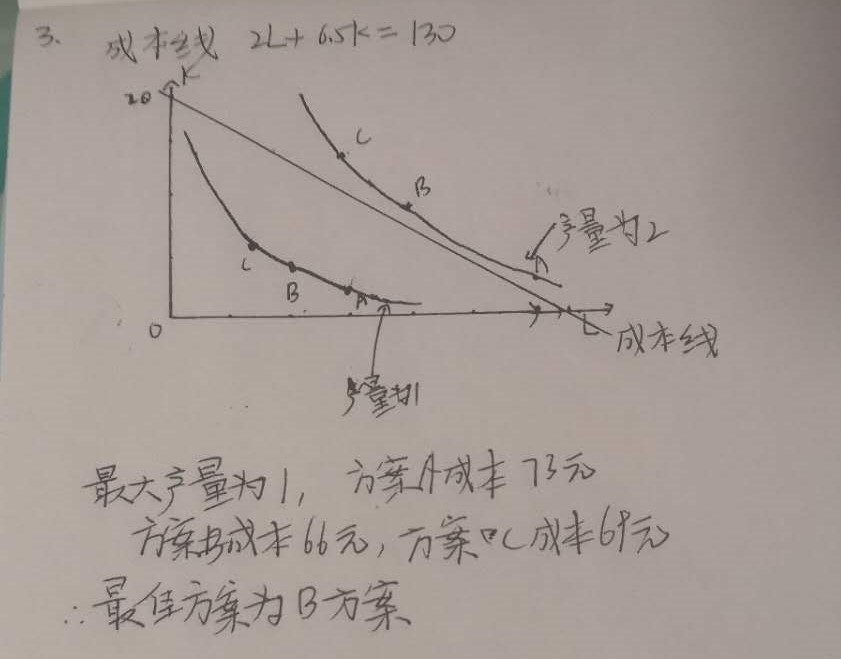 3. 成本线 2L+6.5K=130
K
20
C
B
产量为2
A
C
B
A
0
L
成本线
产量为1
最大产量为1, 方案A成本73元
方案B成本66元, 方案C成本69元
∴最佳方案为B方案